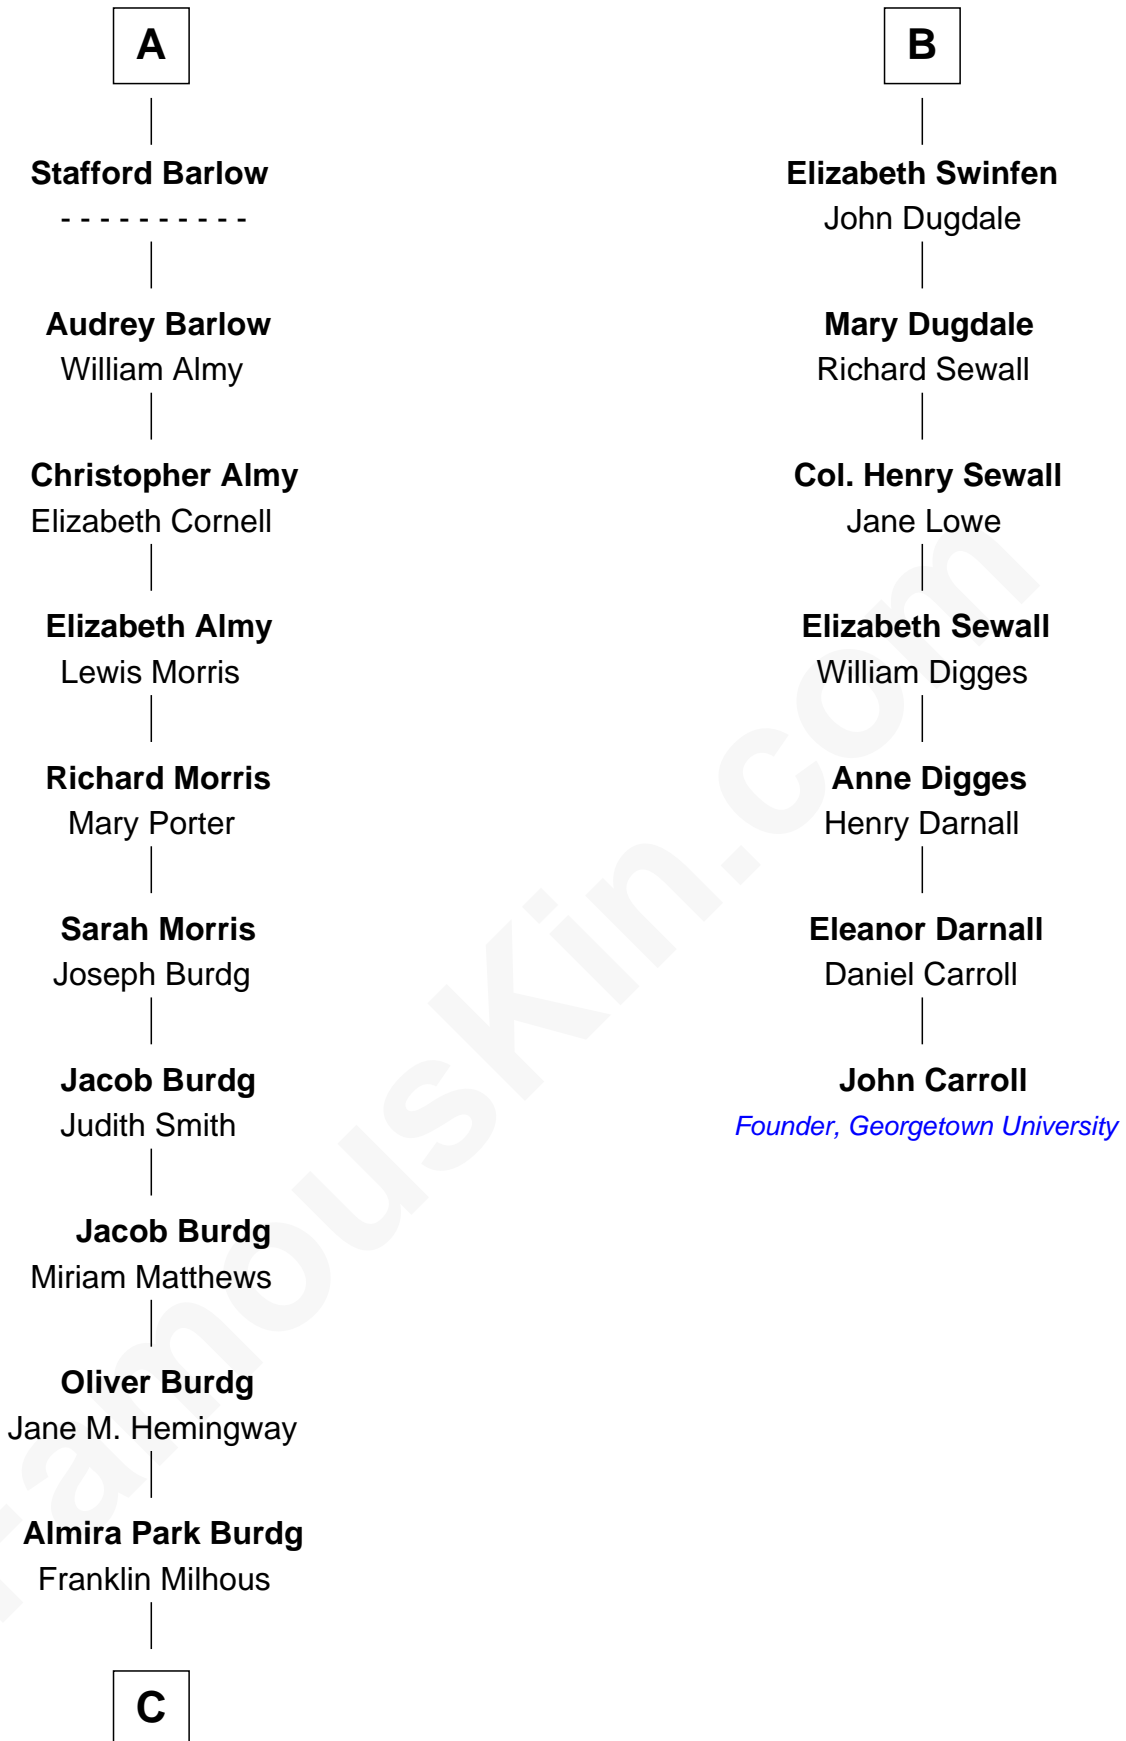 A
Stafford Barlow
- - - - - - - - - -
Audrey Barlow
William Almy
Christopher Almy
Elizabeth Cornell
Elizabeth Almy
Lewis Morris
Richard Morris
Mary Porter
Sarah Morris
Joseph Burdg
Jacob Burdg
Judith Smith
Jacob Burdg
Miriam Matthews
Oliver Burdg
Jane M. Hemingway
Almira Park Burdg
Franklin Milhous
C
B
Elizabeth Swinfen
John Dugdale
Mary Dugdale
Richard Sewall
Col. Henry Sewall
Jane Lowe
Elizabeth Sewall
William Digges
Anne Digges
Henry Darnall
Eleanor Darnall
Daniel Carroll
John Carroll
Founder, Georgetown University
FamousKin.com